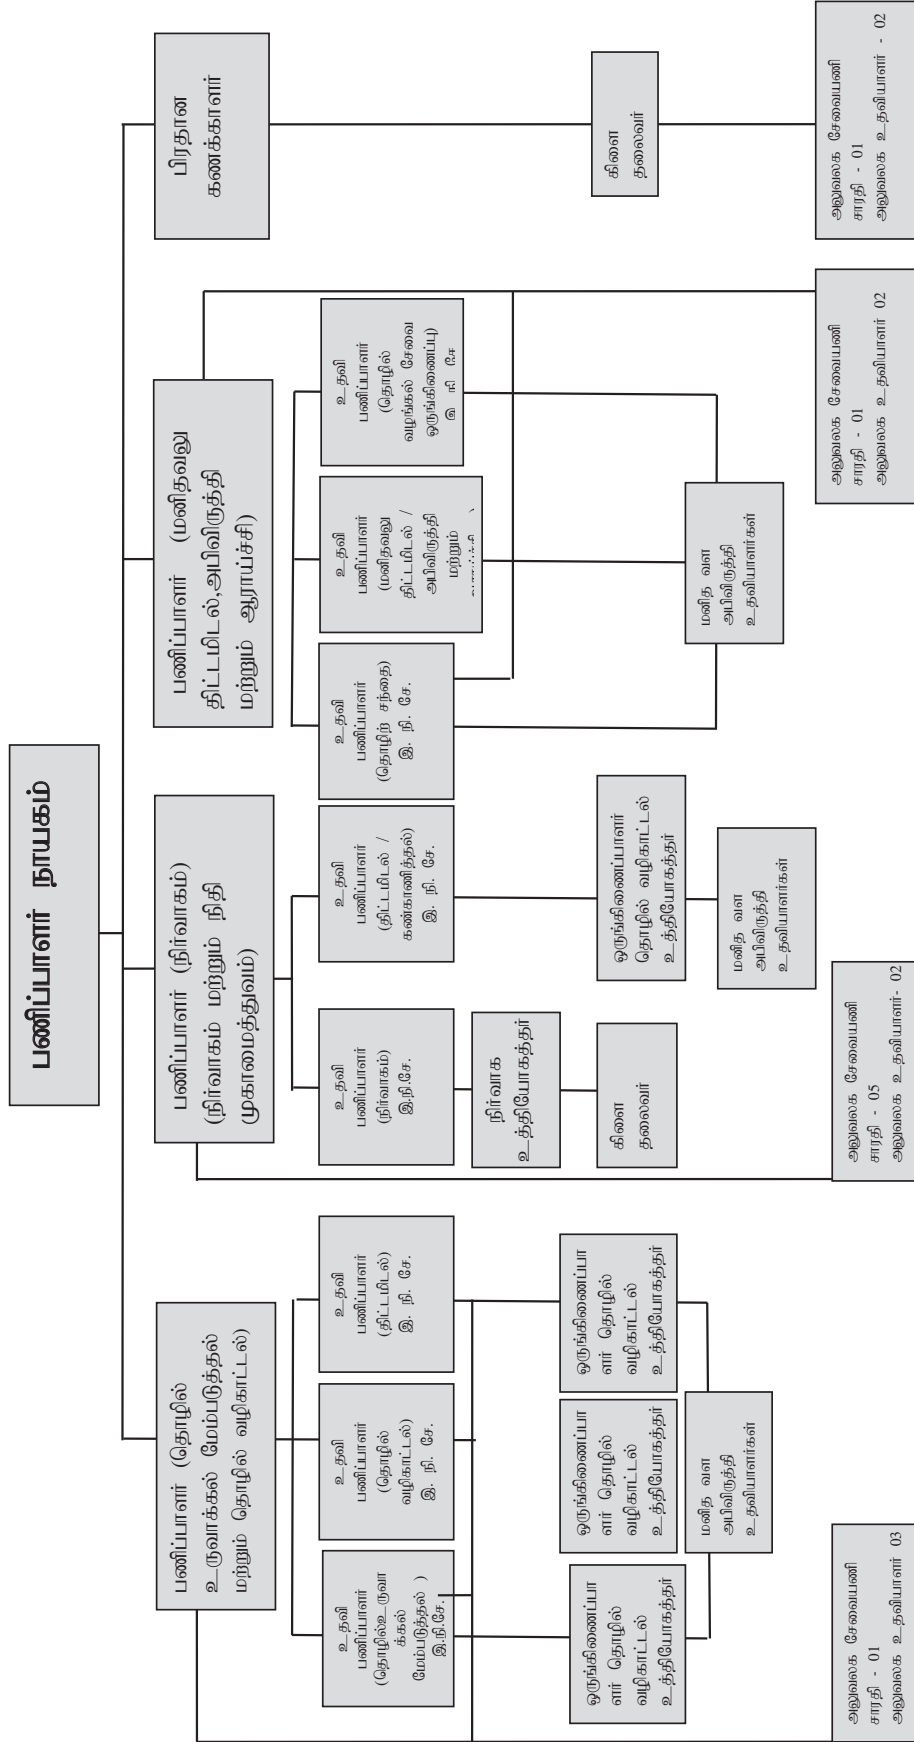 பணிப்பாளர் நாயகம்
பணிப்பாளர் (தொழில்
உருவாக்கல் மேம்படுத்தல்
மற்றும் தொழில் வழிகாட்டல்)
பணிப்பாளர் (நிர்வாகம்)
(நிர்வாகம் மற்றும் நிதி
முகாமைத்துவம்)
பணிப்பாளர் (மனிதவலு
திட்டமிடல்,அபிவிருத்தி
மற்றும் ஆராய்ச்சி)
பிரதான
கணக்காளர்
உதவி
பணிப்பாளர்
(தொழில்உருவா
க்கல்
மேம்படுத்தல் )
இ.நி.சே.
உதவி
பணிப்பாளர்
(தொழில்
வழிகாட்டல்)
இ. நி. சே.
உதவி
பணிப்பாளர்
(திட்டமிடல்)
இ. நி. சே.
உதவி
பணிப்பாளர்
(நிர்வாகம்)
இ.நி.சே.
உதவி
பணிப்பாளர்
(திட்டமிடல் /
கண்காணித்தல்)
இ. நி. சே.
உதவி
பணிப்பாளர்
(தொழிற் சந்தை)
இ. நி. சே.
உதவி
பணிப்பாளர்
(மனிதவலு
திட்டமிடல் /
அபிவிருத்தி
மற்றும்
உதவி
பணிப்பாளர்
(தொழில்
வழங்கல் சேவை
ஒருங்கிணைப்பு)
இ நி சே
நிர்வாக
உத்தியோகத்தர்
ஒருங்கிணைப்பா
ளர் தொழில்
வழிகாட்டல்
உத்தியோகத்தர்
ஒருங்கிணைப்பா
ளர் தொழில்
வழிகாட்டல்
உத்தியோகத்தர்
ஒருங்கிணைப்பா
ளர் தொழில்
வழிகாட்டல்
உத்தியோகத்தர்
கிளை
தலைவர்
ஒருங்கிணைப்பாளர்
தொழில் வழிகாட்டல்
உத்தியோகத்தர்
கிளை
தலைவர்
மனித வள
அபிவிருத்தி
உதவியாளர்கள்
மனித வள
அபிவிருத்தி
உதவியாளர்கள்
மனித வள
அபிவிருத்தி
உதவியாளர்கள்
அலுவலக சேவையணி
சாரதி - 01
அலுவலக உதவியாளர் 03
அலுவலக சேவையணி
சாரதி - 05
அலுவலக உதவியாளர்- 02
அலுவலக சேவையணி
சாரதி - 01
அலுவலக உதவியாளர் 02
அலுவலக சேவையணி
சாரதி - 01
அலுவலக உதவியாளர் - 02